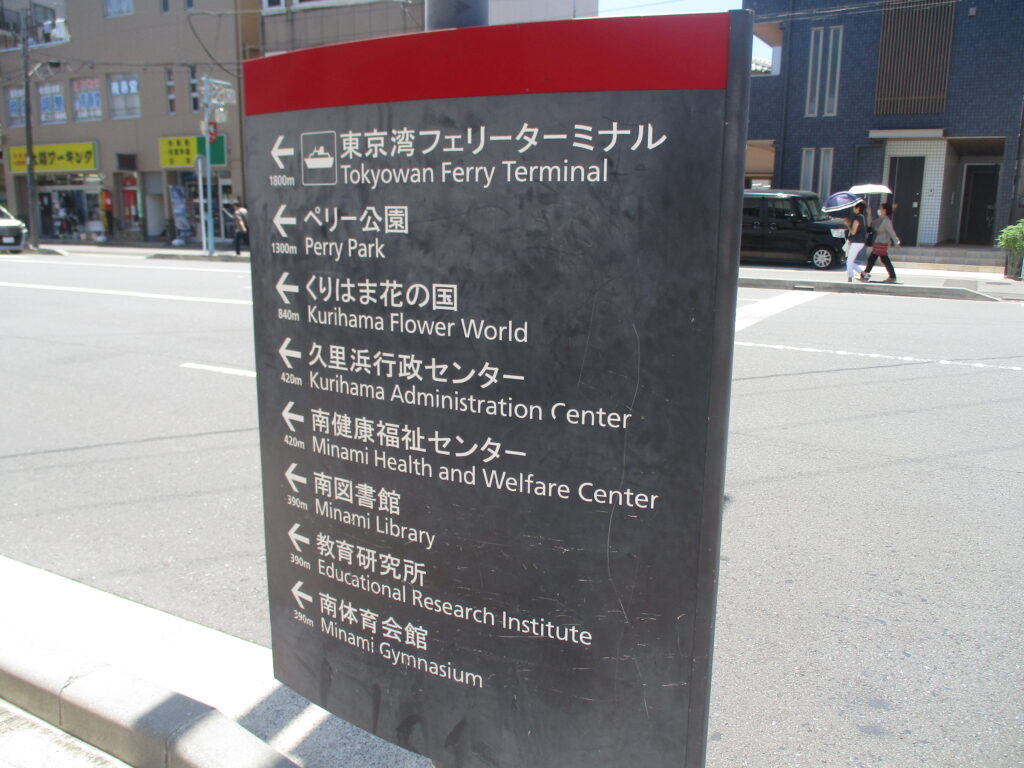 東京湾フェリーターミナル
Tokyowan Ferry Terminal
1800m
ペリー公園
Perry Park
1300m
くりはま花の国
Kurihama Flower World
840m
久里浜行政センター
Kurihama Administration Center
420m
南健康福祉センター
Minami Health and Welfare Center
420m
南図書館
Minami Library
390m
教育研究所
Educational Research Institute
390m
南体育会館
Minami Gymnasium
390m